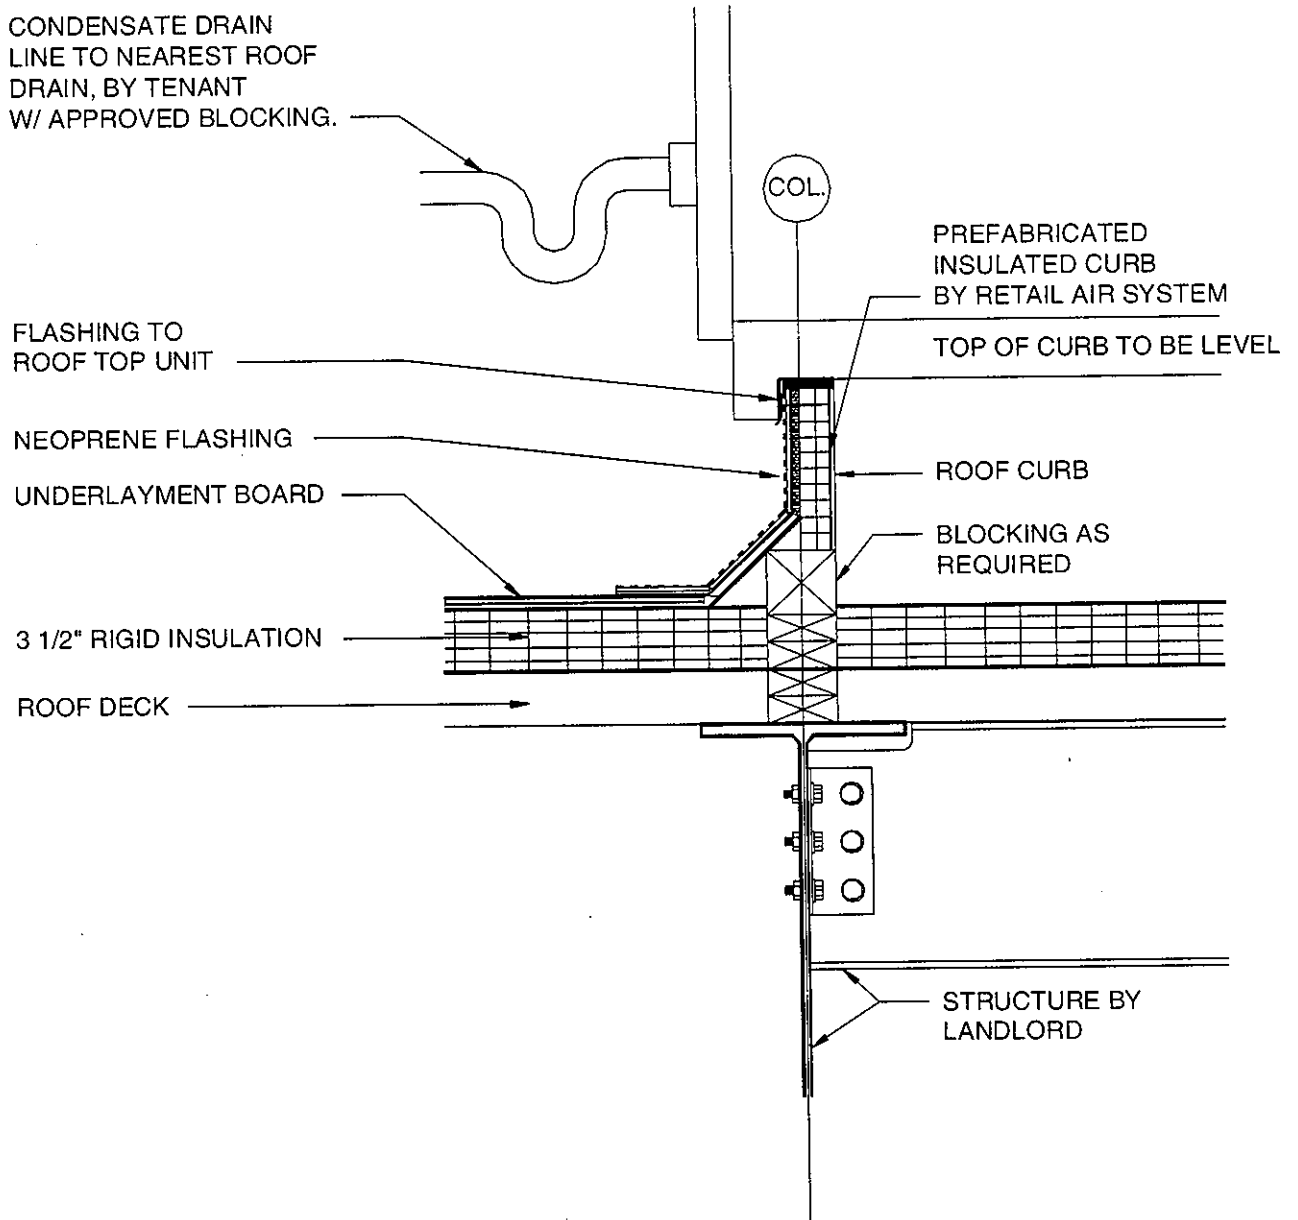 CONDENSATE DRAIN
LINE TO NEAREST ROOF
DRAIN, BY TENANT
W/ APPROVED BLOCKING.
COL.
PREFABRICATED
INSULATED CURB
BY RETAIL AIR SYSTEM
FLASHING TO
ROOF TOP UNIT
TOP OF CURB TO BE LEVEL
NEOPRENE FLASHING
ROOF CURB
UNDERLAYMENT BOARD
BLOCKING AS
REQUIRED
3 1/2" RIGID INSULATION
ROOF DECK
STRUCTURE BY
LANDLORD